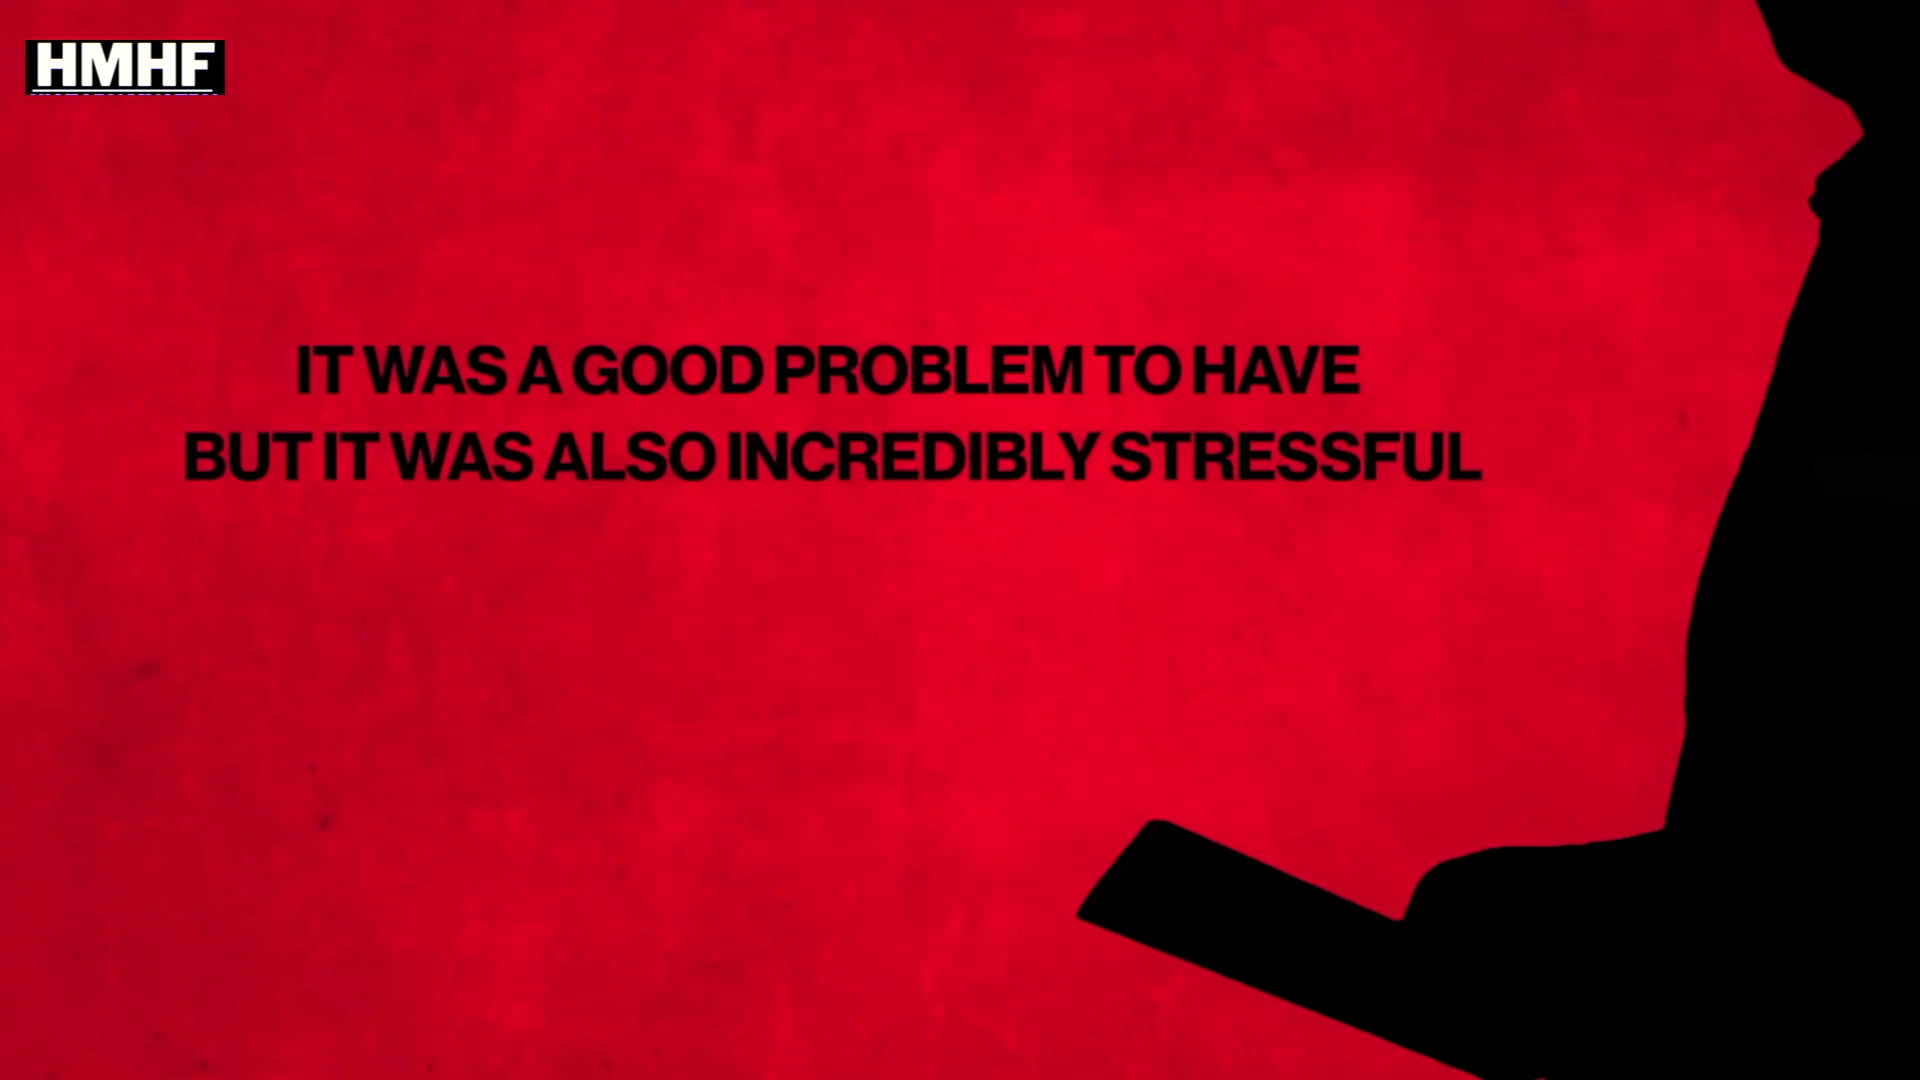 HMHF
IT WAS A GOOD PROBLEM TO HAVE
BUT IT WAS ALSO INCREDIBLY STRESSFUL